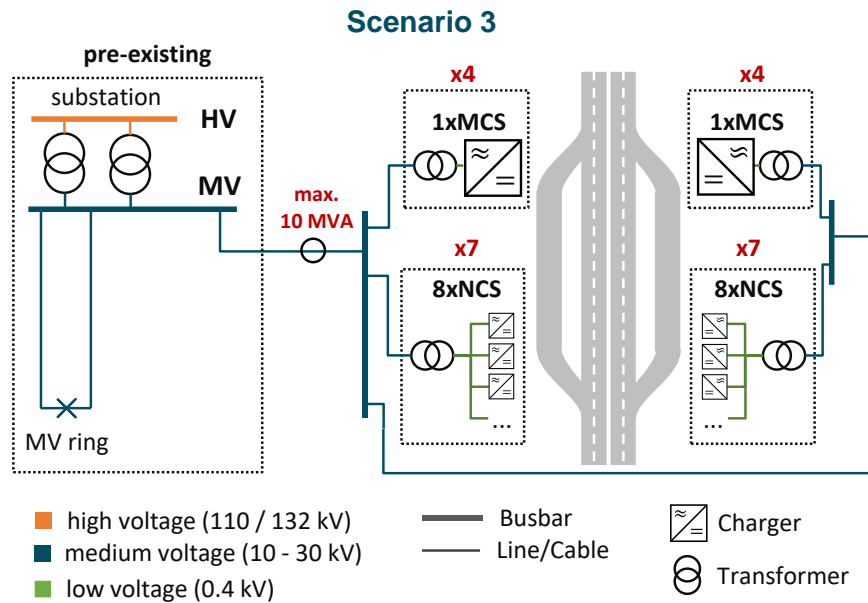 Scenario 3
pre-existing
substation
HV
MV
MV ring
max.
10 MVA
x4
1xMCS
x7
8xNCS
...
x4
1xMCS
x7
8xNCS
...
high voltage (110 / 132 kV)
medium voltage (10 - 30 kV)
low voltage (0.4 kV)
Busbar
Line/Cable
Charger
Transformer